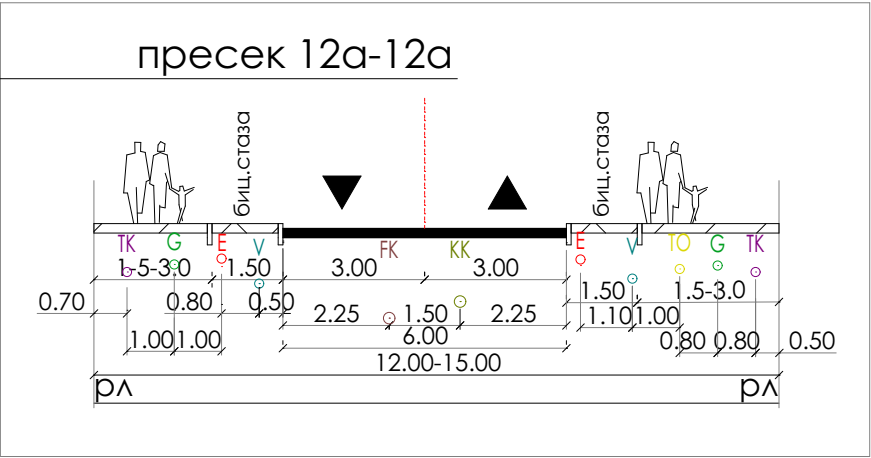 пресек 12а-12а
биц.стаза
биц.стаза
TK G E V FK KK E V TO G TK
1-5-3.0 1.50 3.00 3.00
1.50 1.5-3.0
0.70 0.80 0.50
2.25 1.50 2.25
1.10 1.00
1.00 1.00
6.00
0.80 0.80 0.50
12.00-15.00
рл рл